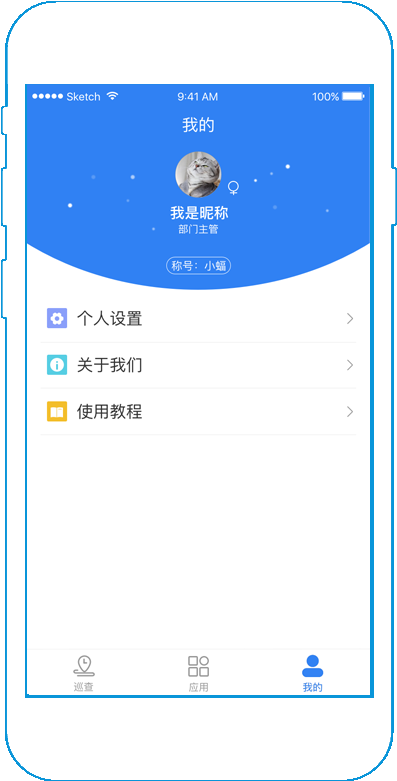 Sketch 9:41 AM 100%
我的
我是昵称
部门主管
称号：小蝠
个人设置
关于我们
使用教程
巡查 应用 我的